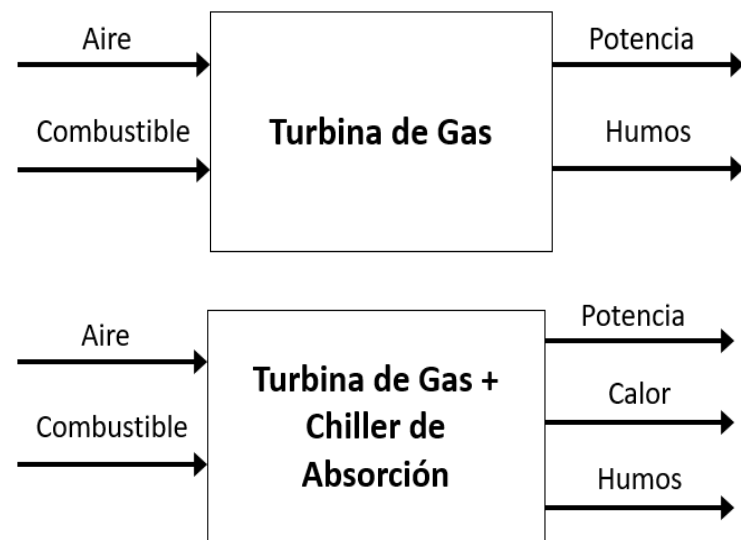 Aire
Combustible
Turbina de Gas
Potencia
Humos
Aire
Combustible
Turbina de Gas +
Chiller de
Absorción
Potencia
Calor
Humos